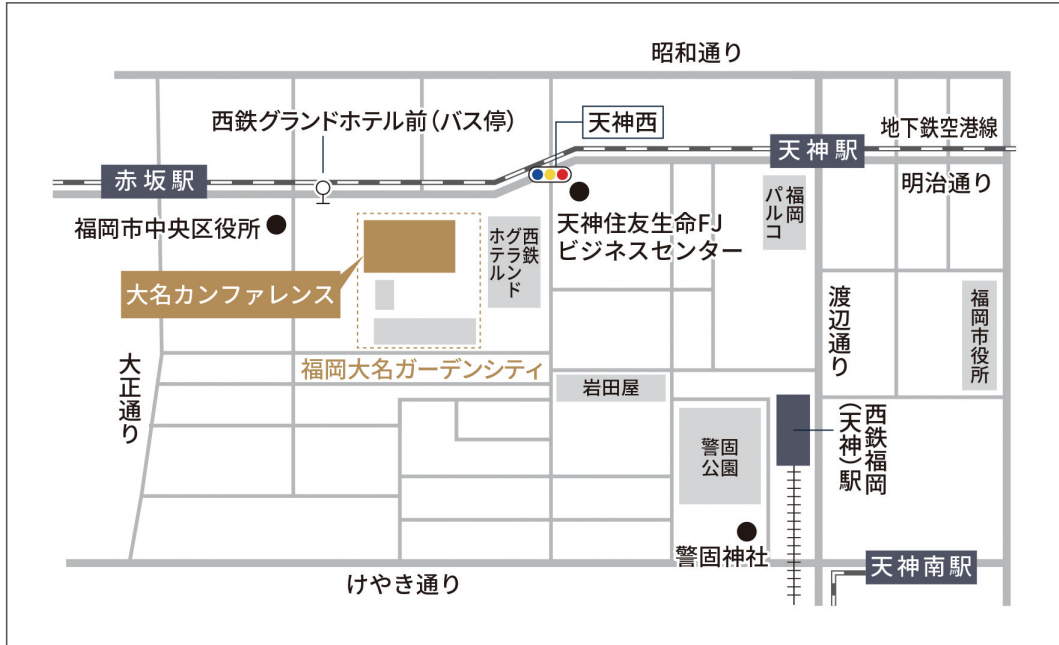 昭和通り
西鉄グランドホテル前(バス停)
天神西
地下鉄空港線
天神駅
赤坂駅
明治通り
福岡市中央区役所
天神住友生命FJ
ビジネスセンター
福岡
パルコ
西鉄
グランド
ホテル
大名カンファレンス
渡辺通り
福岡市役所
大正通り
福岡大名ガーデンシティ
岩田屋
西鉄福岡
(天神)駅
警固
公園
警固神社
天神南駅
けやき通り